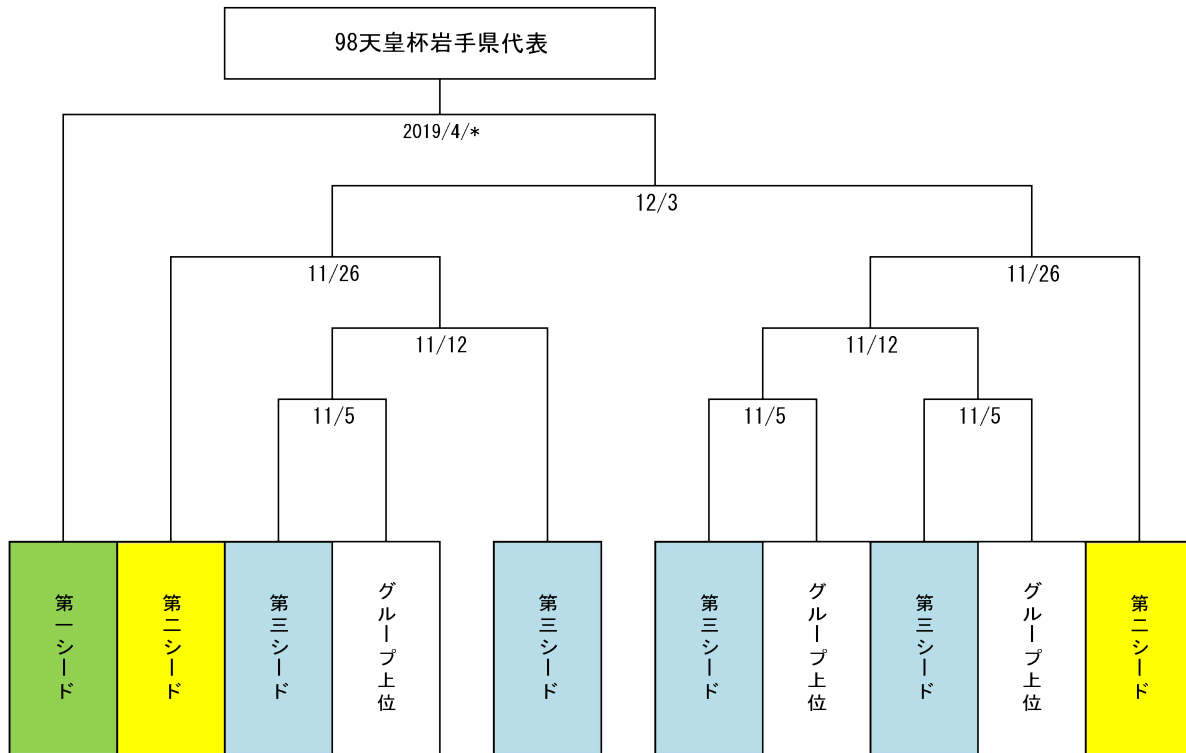 98天皇杯岩手県代表
2019/4/*
12/3
11/26
11/26
11/12
11/12
11/5
11/5
11/5
第一シード
第二シード
第三シード
グループ上位
第三シード
第三シード
グループ上位
第三シード
グループ上位
第二シード